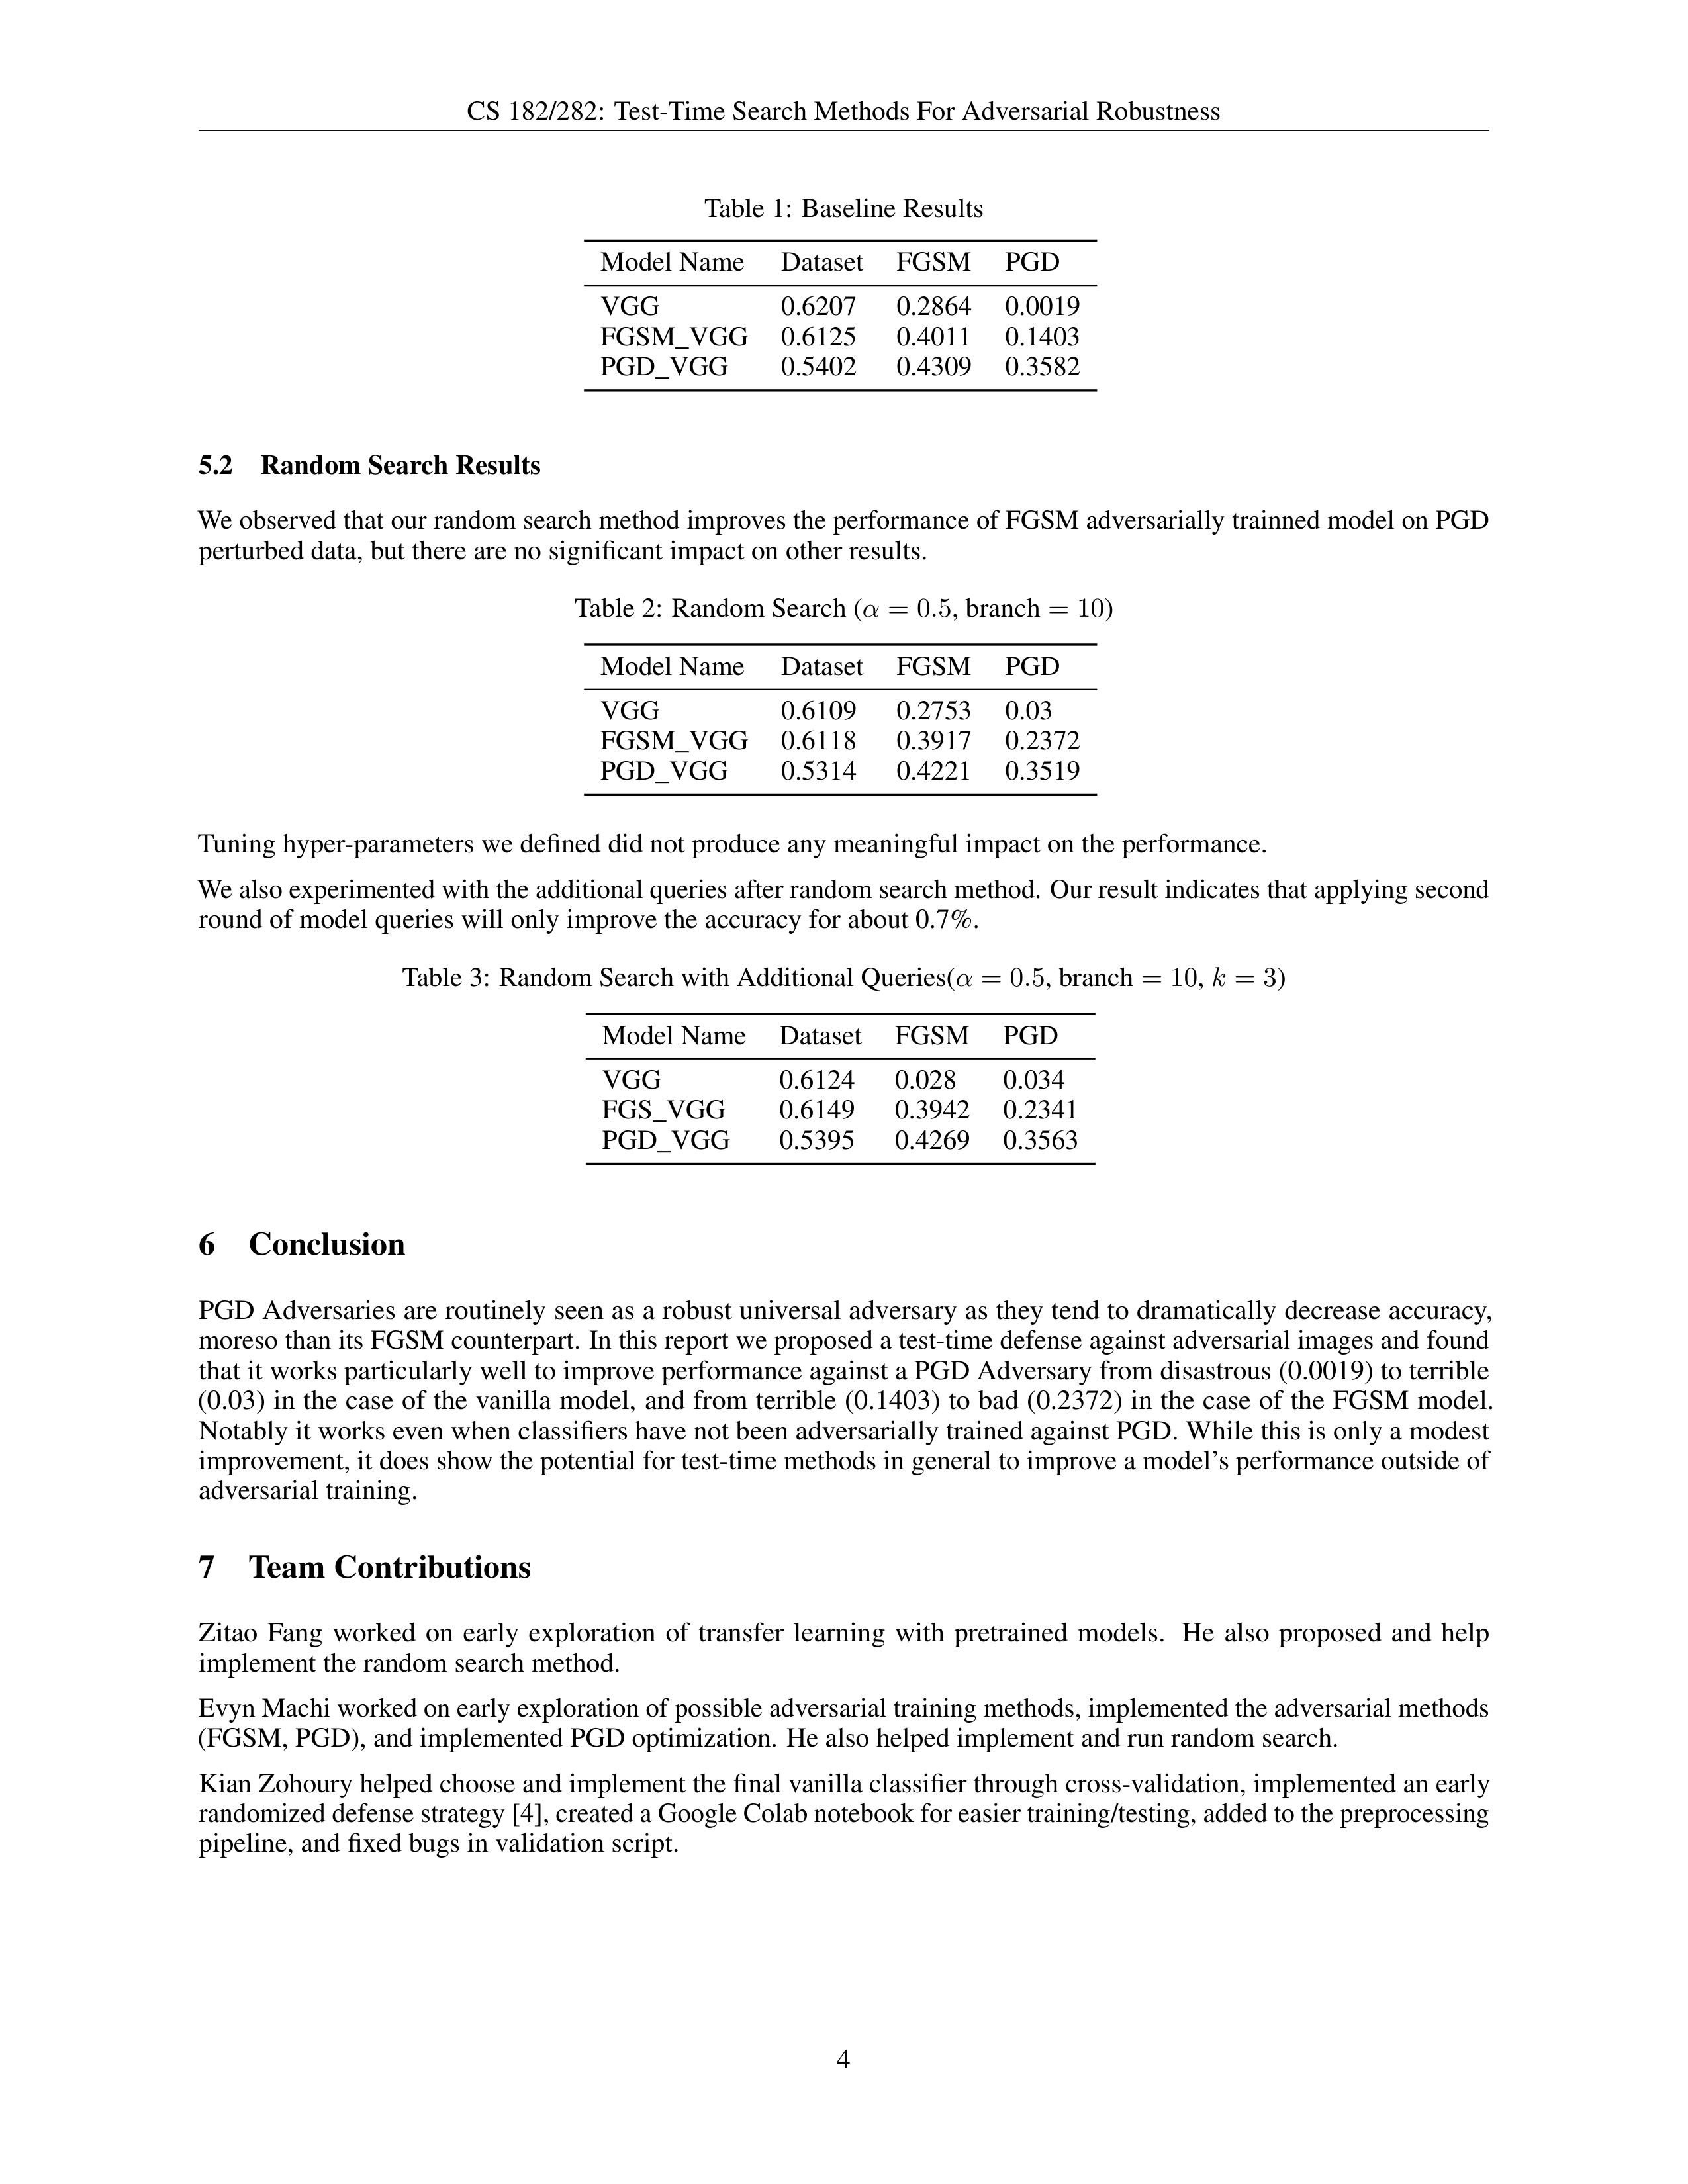 CS 182/282: Test-Time Search Methods For Adversarial Robustness
Table 1: Baseline Results
Model Name Dataset FGSM PGD
VGG 0.6207 0.2864 0.0019
FGSM_VGG 0.6125 0.4011 0.1403
PGD_VGG 0.5402 0.4309 0.3582
5.2 Random Search Results
We observed that our random search method improves the performance of FGSM adversarially trainned model on PGD
perturbed data, but there are no significant impact on other results.
Table 2: Random Search (α = 0.5, branch = 10)
Model Name Dataset FGSM PGD
VGG 0.6109 0.2753 0.03
FGSM_VGG 0.6118 0.3917 0.2372
PGD_VGG 0.5314 0.4221 0.3519
Tuning hyper-parameters we defined did not produce any meaningful impact on the performance.
We also experimented with the additional queries after random search method. Our result indicates that applying second
round of model queries will only improve the accuracy for about 0.7%.
Table 3: Random Search with Additional Queries(α = 0.5, branch = 10, k = 3)
Model Name Dataset FGSM PGD
VGG 0.6124 0.028 0.034
FGS_VGG 0.6149 0.3942 0.2341
PGD_VGG 0.5395 0.4269 0.3563
6 Conclusion
PGD Adversaries are routinely seen as a robust universal adversary as they tend to dramatically decrease accuracy,
moreso than its FGSM counterpart. In this report we proposed a test-time defense against adversarial images and found
that it works particularly well to improve performance against a PGD Adversary from disastrous (0.0019) to terrible
(0.03) in the case of the vanilla model, and from terrible (0.1403) to bad (0.2372) in the case of the FGSM model.
Notably it works even when classifiers have not been adversarially trained against PGD. While this is only a modest
improvement, it does show the potential for test-time methods in general to improve a model's performance outside of
adversarial training.
7 Team Contributions
Zitao Fang worked on early exploration of transfer learning with pretrained models. He also proposed and help
implement the random search method.
Evyn Machi worked on early exploration of possible adversarial training methods, implemented the adversarial methods
(FGSM, PGD), and implemented PGD optimization. He also helped implement and run random search.
Kian Zohoury helped choose and implement the final vanilla classifier through cross-validation, implemented an early
randomized defense strategy [4], created a Google Colab notebook for easier training/testing, added to the preprocessing
pipeline, and fixed bugs in validation script.
4